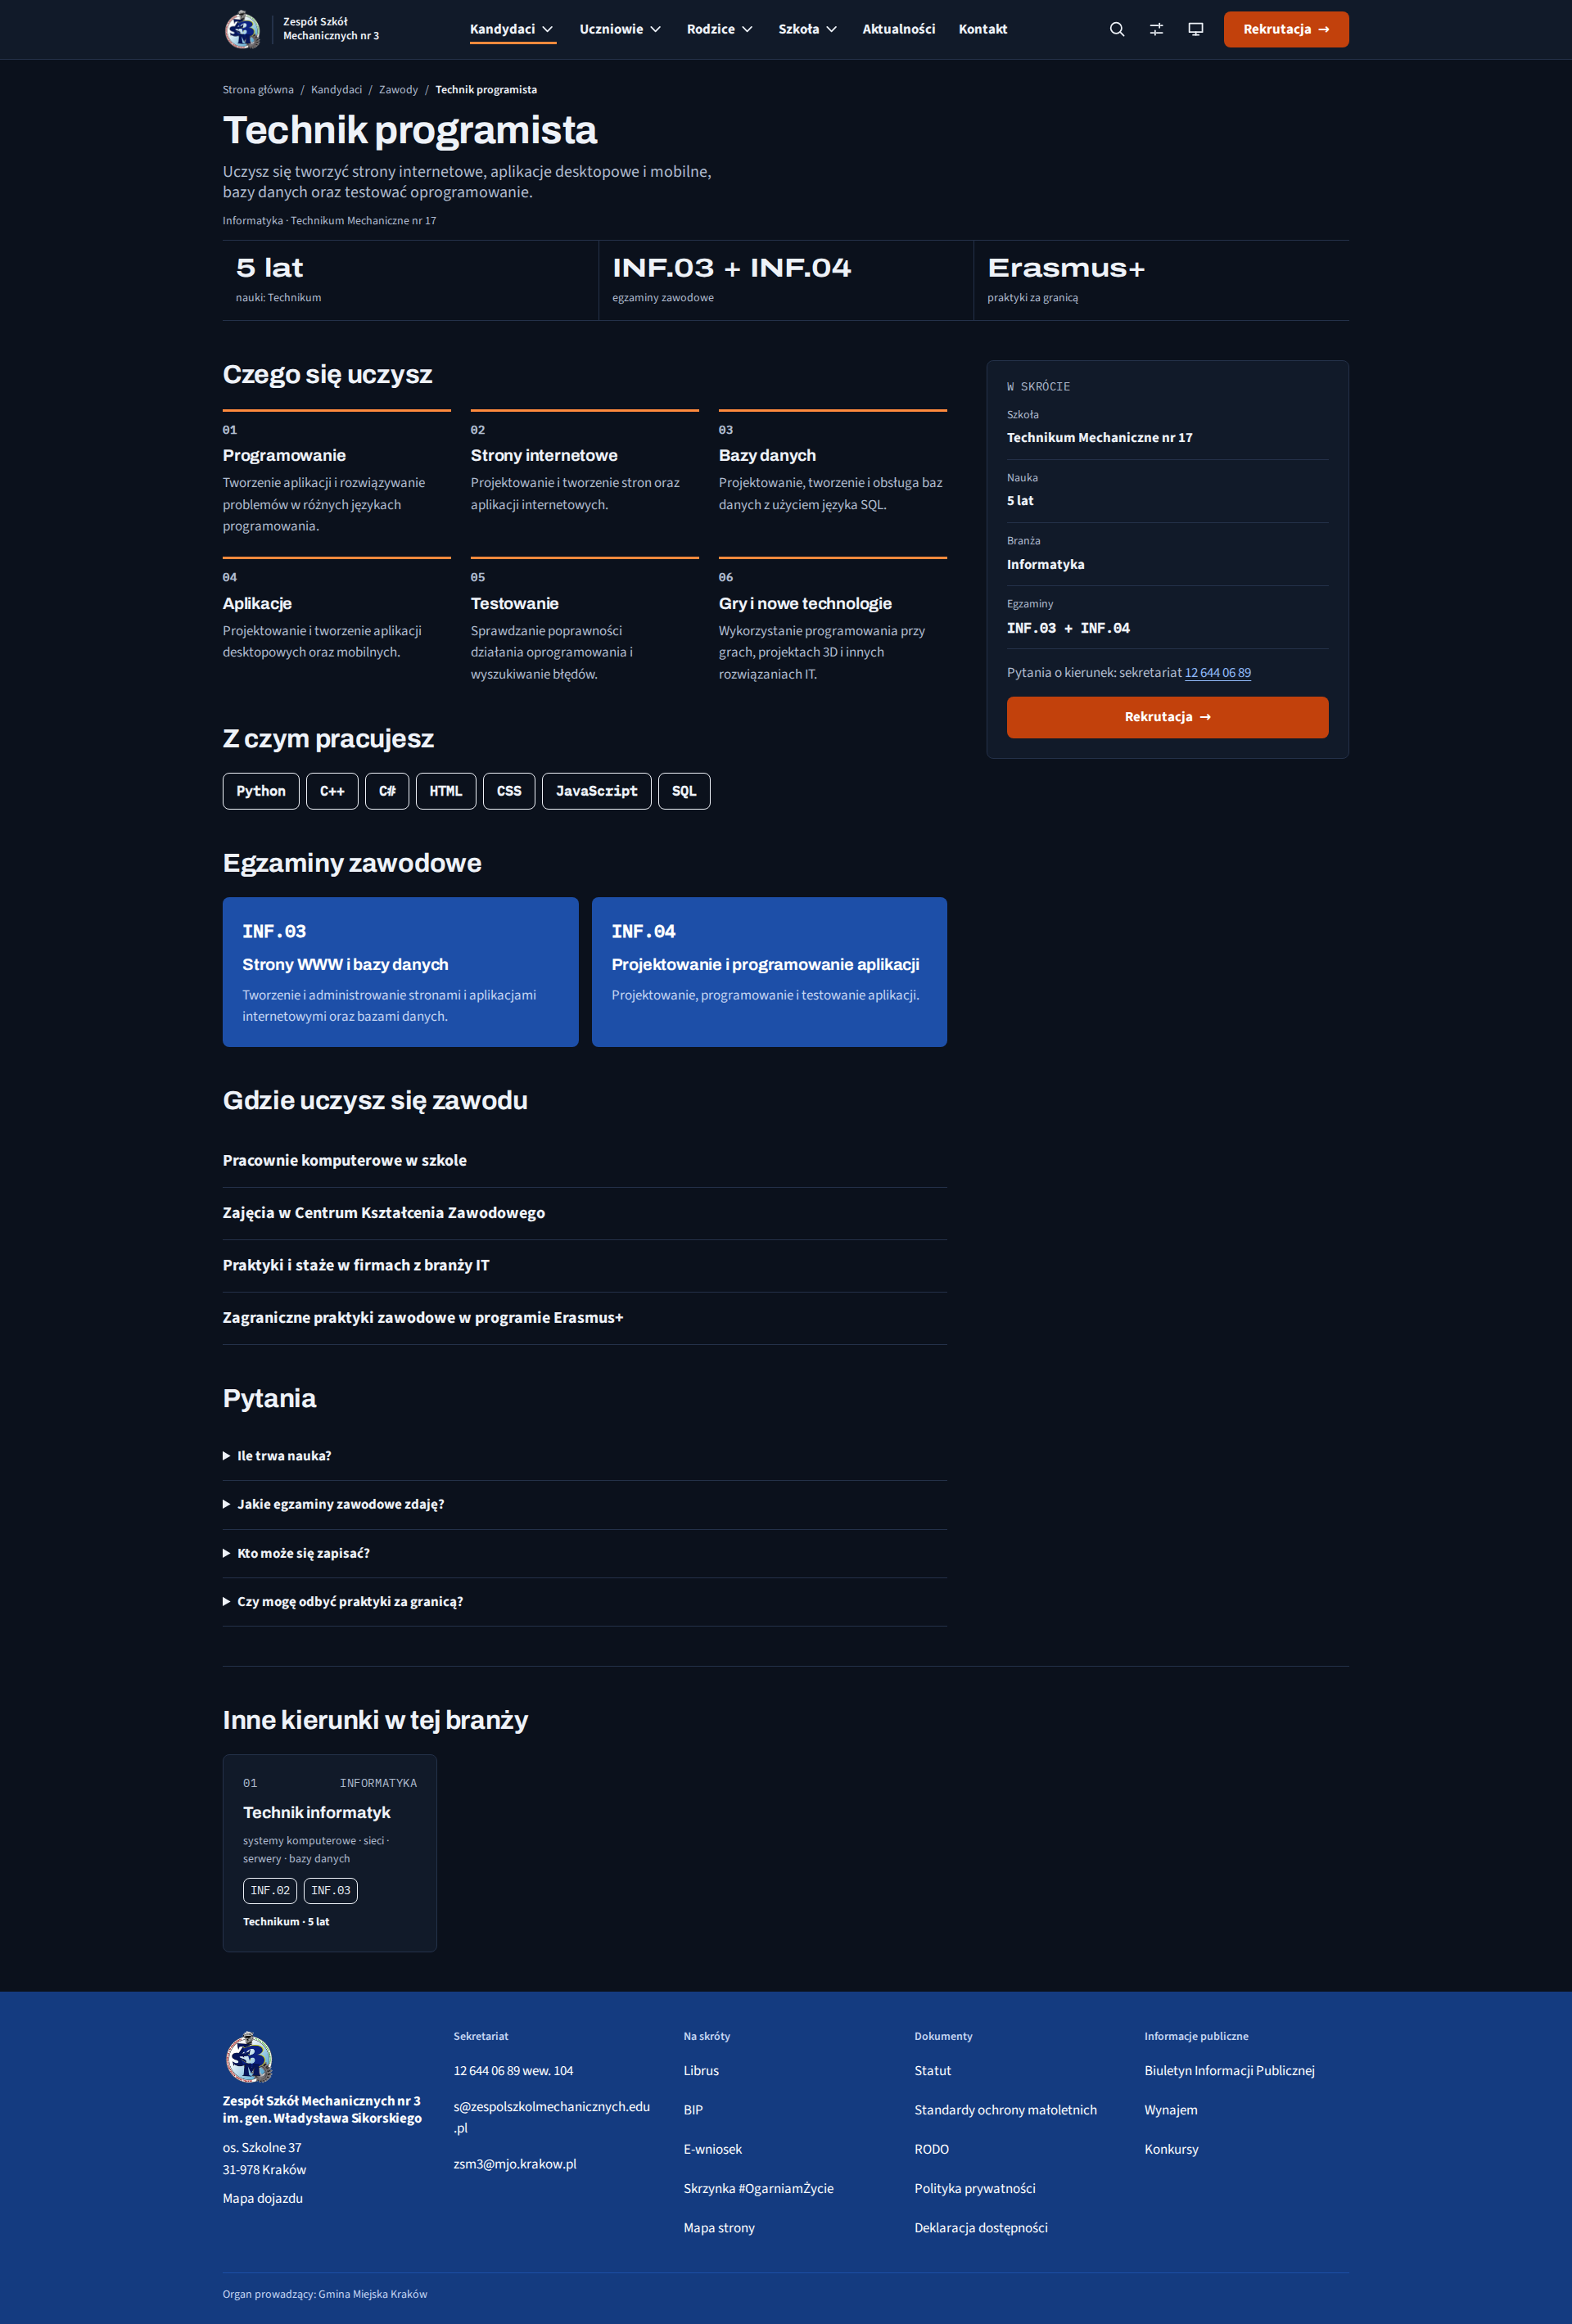 Zespół Szkół
Mechanicznych nr 3
Kandydaci
Uczniowie
Rodzice
Szkoła
Aktualności
Kontakt
Rekrutacja →
Strona główna / Kandydaci / Zawody / Technik programista
Technik programista
Uczysz się tworzyć strony internetowe, aplikacje desktopowe i mobilne,
bazy danych oraz testować oprogramowanie.
Informatyka · Technikum Mechaniczne nr 17
5 lat
nauki: Technikum
INF.03 + INF.04
egzaminy zawodowe
Erasmus+
praktyki za granicą
Czego się uczysz
01
Programowanie
Tworzenie aplikacji i rozwiązywanie
problemów w różnych językach
programowania.
02
Strony internetowe
Projektowanie i tworzenie stron oraz
aplikacji internetowych.
03
Bazy danych
Projektowanie, tworzenie i obsługa baz
danych z użyciem języka SQL.
04
Aplikacje
Projektowanie i tworzenie aplikacji
desktopowych oraz mobilnych.
05
Testowanie
Sprawdzanie poprawności
działania oprogramowania i
wyszukiwanie błędów.
06
Gry i nowe technologie
Wykorzystanie programowania przy
grach, projektach 3D i innych
rozwiązaniach IT.
W SKRÓCIE
Szkoła
Technikum Mechaniczne nr 17
Nauka
5 lat
Branża
Informatyka
Egzaminy
INF.03 + INF.04
Pytania o kierunek: sekretariat 12 644 06 89
Rekrutacja →
Z czym pracujesz
Python
C++
C#
HTML
CSS
JavaScript
SQL
Egzaminy zawodowe
INF.03
Strony WWW i bazy danych
Tworzenie i administrowanie stronami i aplikacjami
internetowymi oraz bazami danych.
INF.04
Projektowanie i programowanie aplikacji
Projektowanie, programowanie i testowanie aplikacji.
Gdzie uczysz się zawodu
Pracownie komputerowe w szkole
Zajęcia w Centrum Kształcenia Zawodowego
Praktyki i staże w firmach z branży IT
Zagraniczne praktyki zawodowe w programie Erasmus+
Pytania
Ile trwa nauka?
Jakie egzaminy zawodowe zdaję?
Kto może się zapisać?
Czy mogę odbyć praktyki za granicą?
Inne kierunki w tej branży
01
INFORMATYKA
Technik informatyk
systemy komputerowe · sieci ·
serwery · bazy danych
INF.02
INF.03
Technikum · 5 lat
Zespół Szkół Mechanicznych nr 3
im. gen. Władysława Sikorskiego
os. Szkolne 37
31-978 Kraków
Mapa dojazdu
Sekretariat
12 644 06 89 wew. 104
s@zespolszkolmechanicznych.edu
.pl
zsm3@mjo.krakow.pl
Na skróty
Librus
BIP
E-wniosek
Skrzynka #OgarniamŻycie
Mapa strony
Dokumenty
Statut
Standardy ochrony małoletnich
RODO
Polityka prywatności
Deklaracja dostępności
Informacje publiczne
Biuletyn Informacji Publicznej
Wynajem
Konkursy
Organ prowadzący: Gmina Miejska Kraków